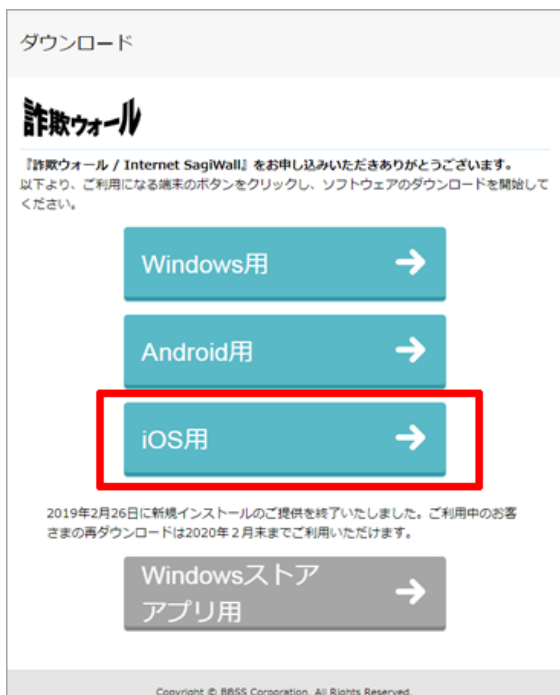 ダウンロード
詐欺ウォール
『詐欺ウォール / Internet SagiWall』をお申し込みいただきありがとうございます。
以下より、ご利用になる端末のボタンをクリックし、ソフトウェアのダウンロードを開始して
ください。
Windows用
Android用
iOS用
2019年2月26日に新規インストールのご提供を終了いたしました。ご利用中のお客
さまの再ダウンロードは2020年2月末までご利用いただけます。
Windowsストア
アプリ用
Copyright © BBSS Corporation. All Rights Reserved.